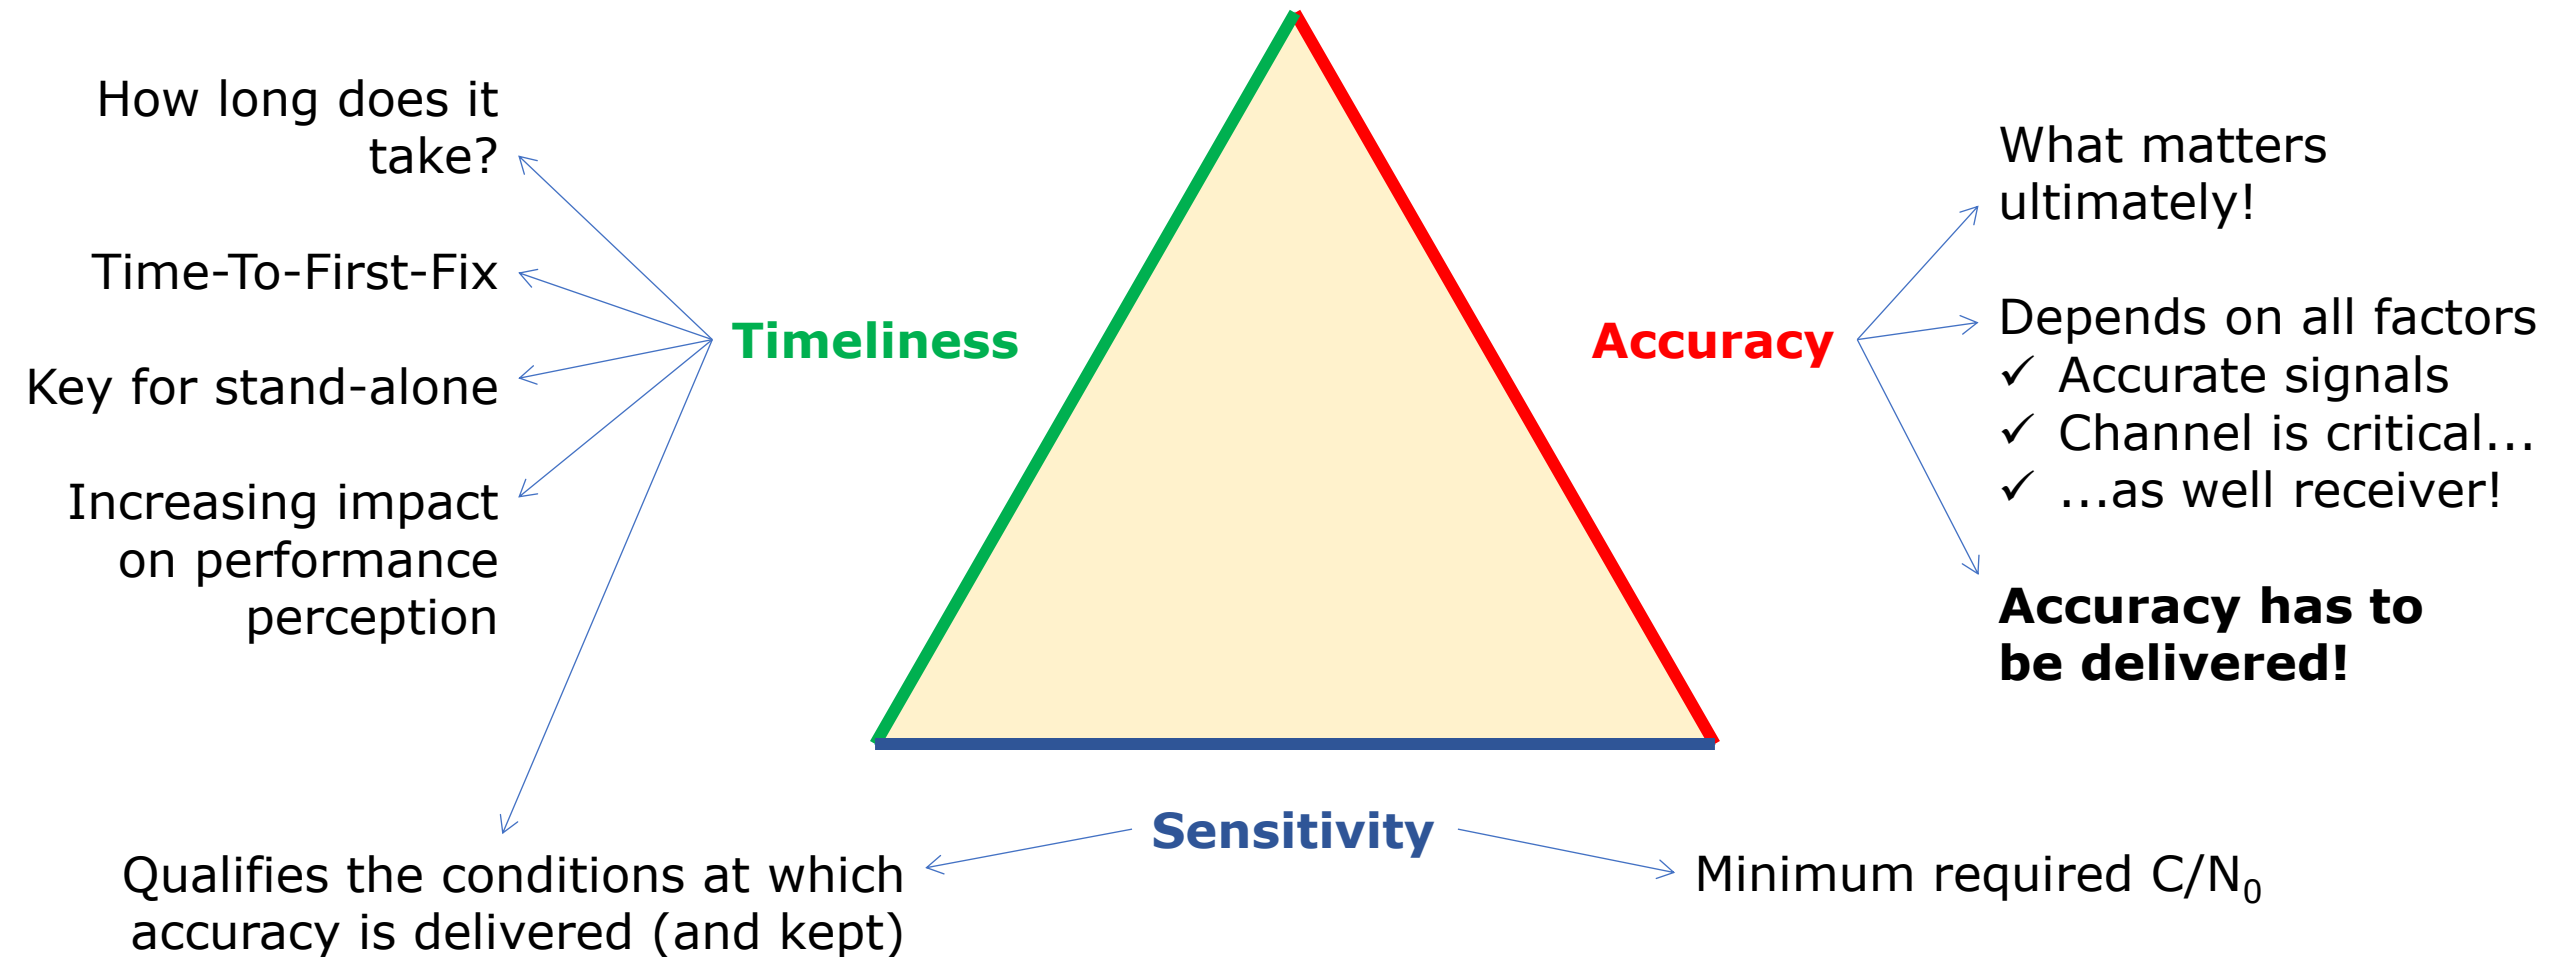 How long does it
take?
Time-To-First-Fix
Key for stand-alone
Increasing impact
on performance
perception
Timeliness
Accuracy
What matters
ultimately!
Depends on all factors
✓ Accurate signals
✓ Channel is critical…
✓ …as well receiver!
Accuracy has to
be delivered!
Sensitivity
Qualifies the conditions at which
accuracy is delivered (and kept)
Minimum required C/N₀